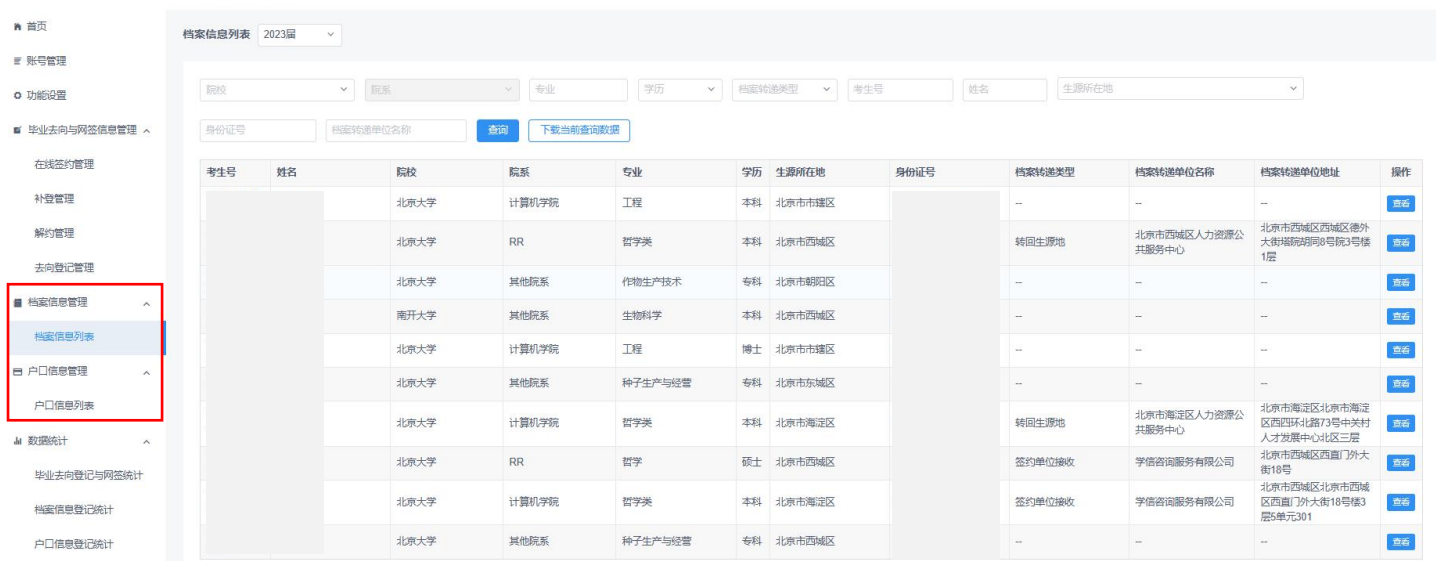 首页
账号管理
功能设置
毕业去向与网签信息管理
在线签约管理
补登管理
解约管理
去向登记管理
档案信息管理
档案信息列表
户口信息管理
户口信息列表
数据统计
毕业去向登记与网签统计
档案信息登记统计
户口信息登记统计
档案信息列表 2023届
院校 院系 专业 学历 档案转递类型 考生号 姓名 生源所在地
身份证号 档案转递单位名称 查询 下载当前查询数据
考生号 姓名 院校 院系 专业 学历 生源所在地 身份证号 档案转递类型 档案转递单位名称 档案转递单位地址 操作
北京大学 计算机学院 工程 本科 北京市市辖区 -- -- -- 查看
北京大学 RR 哲学类 本科 北京市西城区 转回生源地 北京市西城区人力资源公
共服务中心 北京市西城区西城区德外
大街塔院胡同8号院3号楼
1层 查看
北京大学 其他院系 作物生产技术 专科 北京市朝阳区 -- -- -- 查看
南开大学 其他院系 生物科学 本科 北京市西城区 -- -- -- 查看
北京大学 计算机学院 工程 博士 北京市市辖区 -- -- -- 查看
北京大学 其他院系 种子生产与经营 专科 北京市东城区 -- -- -- 查看
北京大学 计算机学院 哲学类 本科 北京市海淀区 转回生源地 北京市海淀区人力资源公
共服务中心 北京市海淀区北京市海淀
区西四环北路73号中关村
人才发展中心北区三层 查看
北京大学 RR 哲学 硕士 北京市西城区 签约单位接收 学信咨询服务有限公司 北京市西城区西直门外大
街18号 查看
北京大学 计算机学院 哲学类 本科 北京市海淀区 签约单位接收 学信咨询服务有限公司 北京市西城区北京市西城
区西直门外大街18号楼3
层5单元301 查看
北京大学 其他院系 种子生产与经营 专科 北京市西城区 -- -- -- 查看